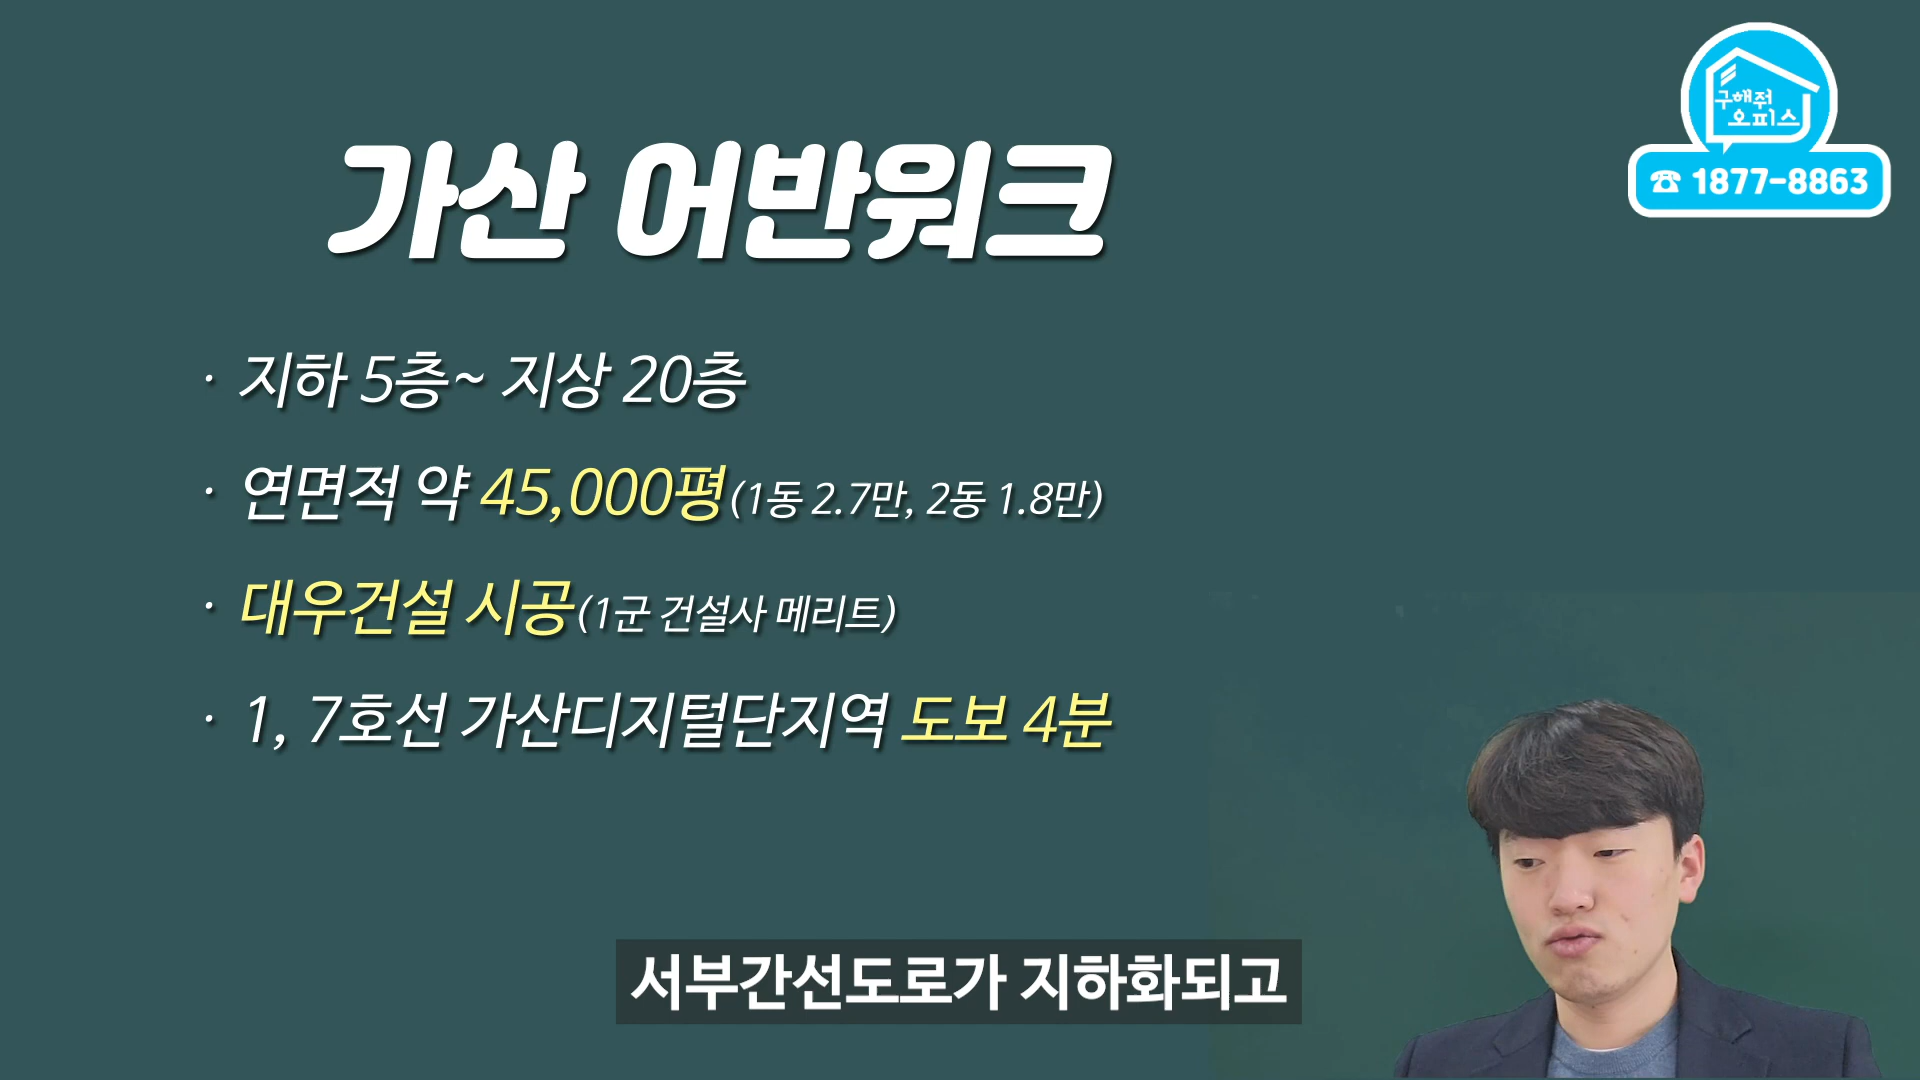 구해줘
오피스
☎ 1877-8863
가산 어반워크
· 지하 5층~ 지상 20층
· 연면적 약 45,000평(1동 2.7만, 2동 1.8만)
· 대우건설 시공(1군 건설사 메리트)
· 1, 7호선 가산디지털단지역 도보 4분
서부간선도로가 지하화되고